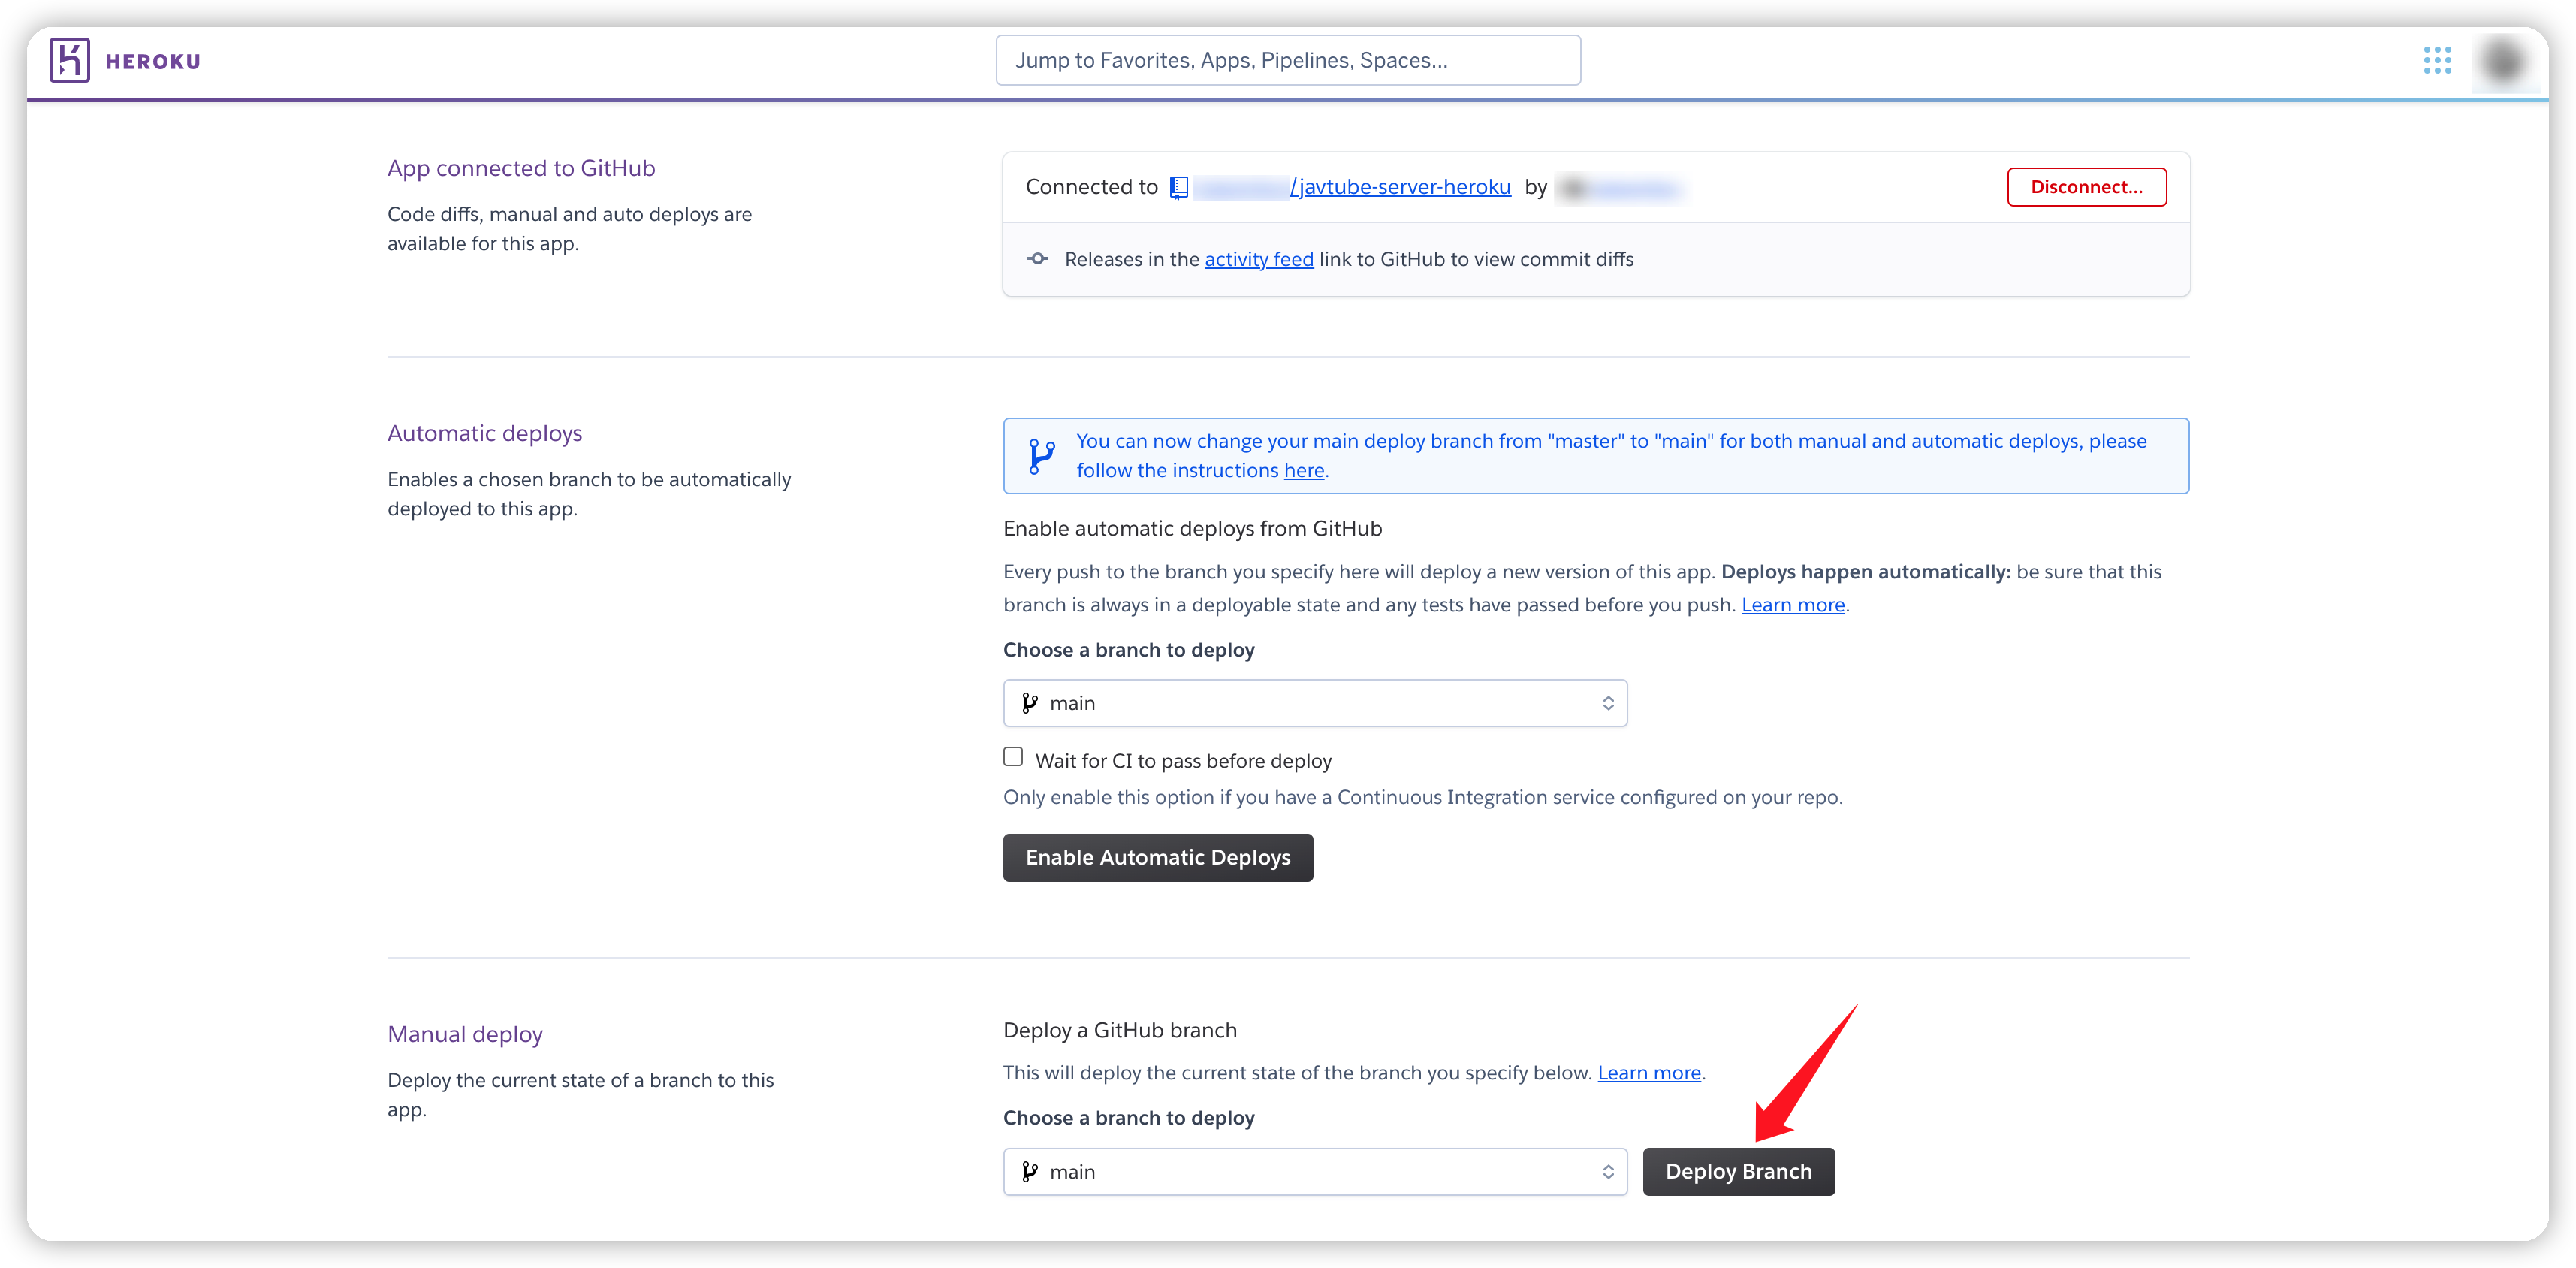 HEROKU
Jump to Favorites, Apps, Pipelines, Spaces...
App connected to GitHub
Code diffs, manual and auto deploys are
available for this app.
Connected to /javtube-server-heroku by
Disconnect...
Releases in the activity feed link to GitHub to view commit diffs
Automatic deploys
Enables a chosen branch to be automatically
deployed to this app.
You can now change your main deploy branch from "master" to "main" for both manual and automatic deploys, please
follow the instructions here.
Enable automatic deploys from GitHub
Every push to the branch you specify here will deploy a new version of this app. Deploys happen automatically: be sure that this
branch is always in a deployable state and any tests have passed before you push. Learn more.
Choose a branch to deploy
main
Wait for CI to pass before deploy
Only enable this option if you have a Continuous Integration service configured on your repo.
Enable Automatic Deploys
Manual deploy
Deploy the current state of a branch to this
app.
Deploy a GitHub branch
This will deploy the current state of the branch you specify below. Learn more.
Choose a branch to deploy
main
Deploy Branch